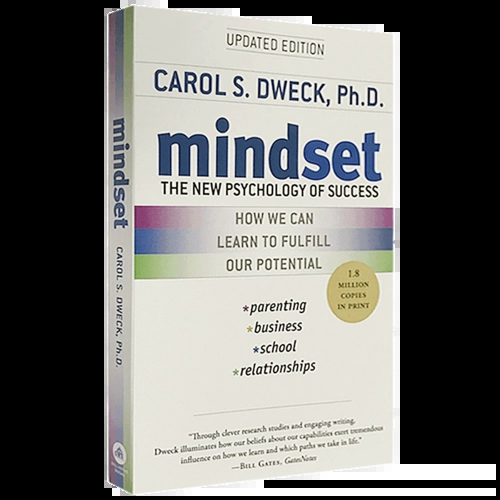 UPDATED EDITION
CAROL S. DWECK, Ph.D.
mindset
THE NEW PSYCHOLOGY OF SUCCESS
HOW WE CAN
LEARN TO FULFILL
OUR POTENTIAL
1.8
MILLION
COPIES
IN PRINT
*parenting
*business
*school
*relationships
"Through clever research studies and engaging writing,
Dweck illuminates how our beliefs about our capabilities exert tremendous
influence on how we learn and which paths we take in life."
—BILL GATES, GatesNotes
mindset
CAROL S. DWECK, Ph.D.